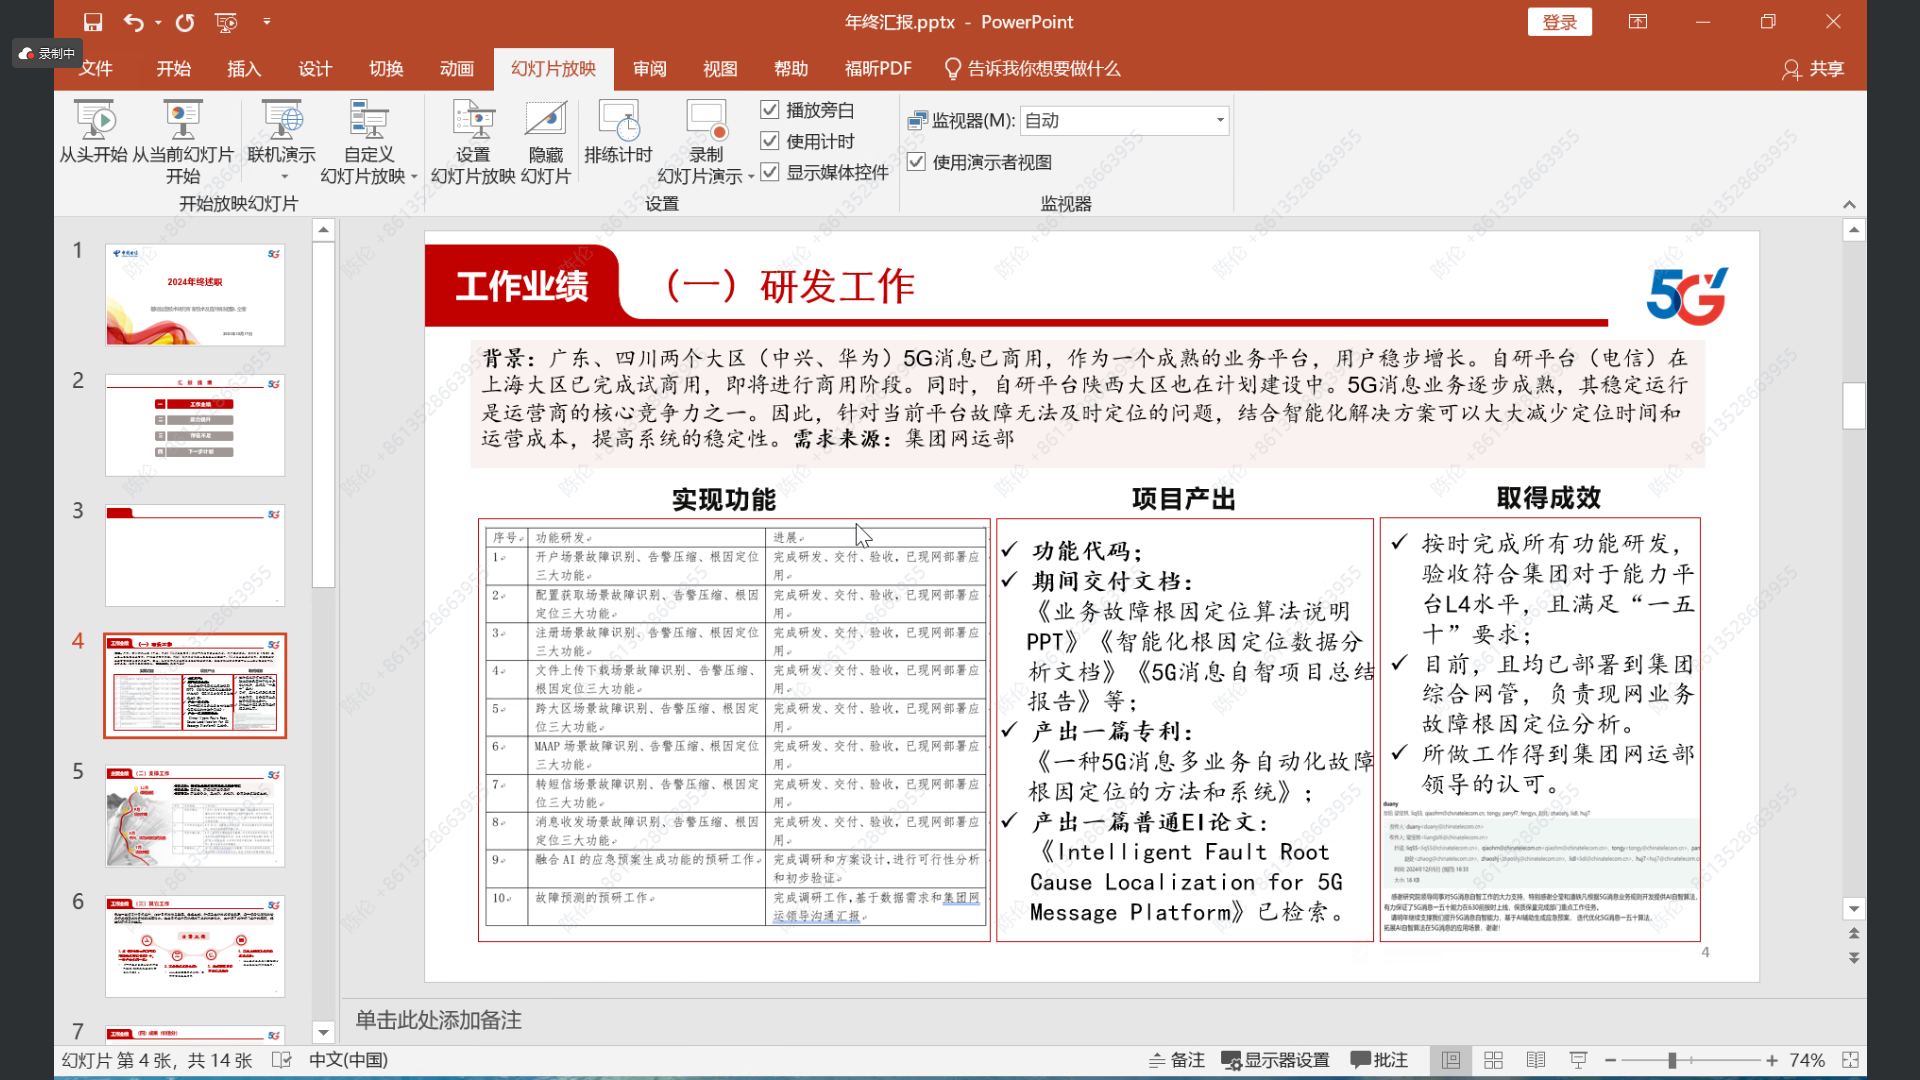 年终汇报.pptx - PowerPoint
登录
录制中
文件 开始 插入 设计 切换 动画 幻灯片放映 审阅 视图 帮助 福昕PDF 告诉我你想要做什么 共享
从头开始 从当前幻灯片开始 联机演示 自定义幻灯片放映 设置幻灯片放映 隐藏幻灯片 排练计时 录制幻灯片演示
播放旁白
使用计时
显示媒体控件
监视器(M): 自动
使用演示者视图
开始放映幻灯片 设置 监视器
1
2024年终述职
2
3
4
5
6
7
工作业绩 （一）研发工作
5G
背景：广东、四川两个大区（中兴、华为）5G消息已商用，作为一个成熟的业务平台，用户稳步增长。自研平台（电信）在
上海大区已完成试商用，即将进行商用阶段。同时，自研平台陕西大区也在计划建设中。5G消息业务逐步成熟，其稳定运行
是运营商的核心竞争力之一。因此，针对当前平台故障无法及时定位的问题，结合智能化解决方案可以大大减少定位时间和
运营成本，提高系统的稳定性。需求来源：集团网运部
实现功能
序号 功能研发 进展
1 开户场景故障识别、告警压缩、根因定位三大功能 完成研发、交付、验收，已现网部署应用
2 配置获取场景故障识别、告警压缩、根因定位三大功能 完成研发、交付、验收，已现网部署应用
3 注册场景故障识别、告警压缩、根因定位三大功能 完成研发、交付、验收，已现网部署应用
4 文件上传下载场景故障识别、告警压缩、根因定位三大功能 完成研发、交付、验收，已现网部署应用
5 跨大区场景故障识别、告警压缩、根因定位三大功能 完成研发、交付、验收，已现网部署应用
6 MAAP 场景故障识别、告警压缩、根因定位三大功能 完成研发、交付、验收，已现网部署应用
7 转短信场景故障识别、告警压缩、根因定位三大功能 完成研发、交付、验收，已现网部署应用
8 消息收发场景故障识别、告警压缩、根因定位三大功能 完成研发、交付、验收，已现网部署应用
9 融合 AI 的应急预案生成功能的预研工作 完成调研和方案设计,进行可行性分析和初步验证
10 故障预测的预研工作 完成调研工作,基于数据需求和集团网运领导沟通汇报
项目产出
✓ 功能代码；
✓ 期间交付文档：
《业务故障根因定位算法说明
PPT》《智能化根因定位数据分
析文档》《5G消息自智项目总结
报告》等；
✓ 产出一篇专利：
《一种5G消息多业务自动化故障
根因定位的方法和系统》；
✓ 产出一篇普通EI论文：
《Intelligent Fault Root
Cause Localization for 5G
Message Platform》已检索。
取得成效
✓ 按时完成所有功能研发，
验收符合集团对于能力平
台L4水平，且满足“一五
十”要求；
✓ 目前，且均已部署到集团
综合网管，负责现网业务
故障根因定位分析。
✓ 所做工作得到集团网运部
领导的认可。
duany
4
单击此处添加备注
幻灯片 第 4 张，共 14 张 中文(中国) 备注 显示器设置 批注 74%
陈伦 +8613528663955